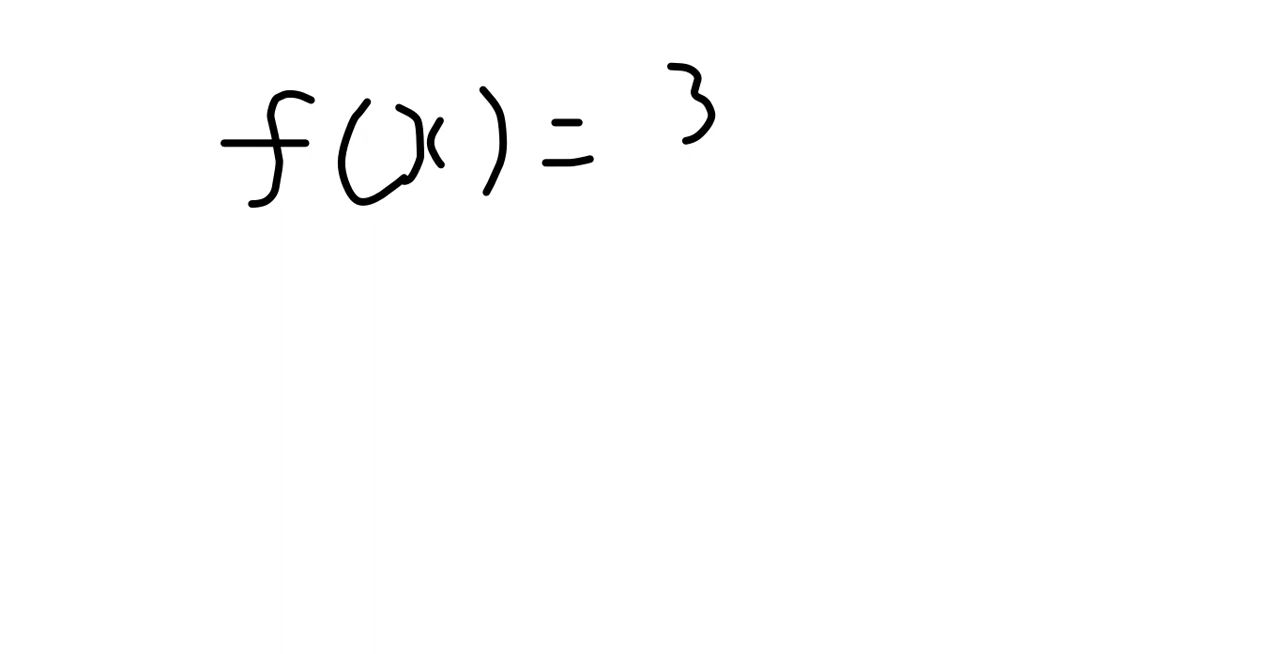 f(x) = 3